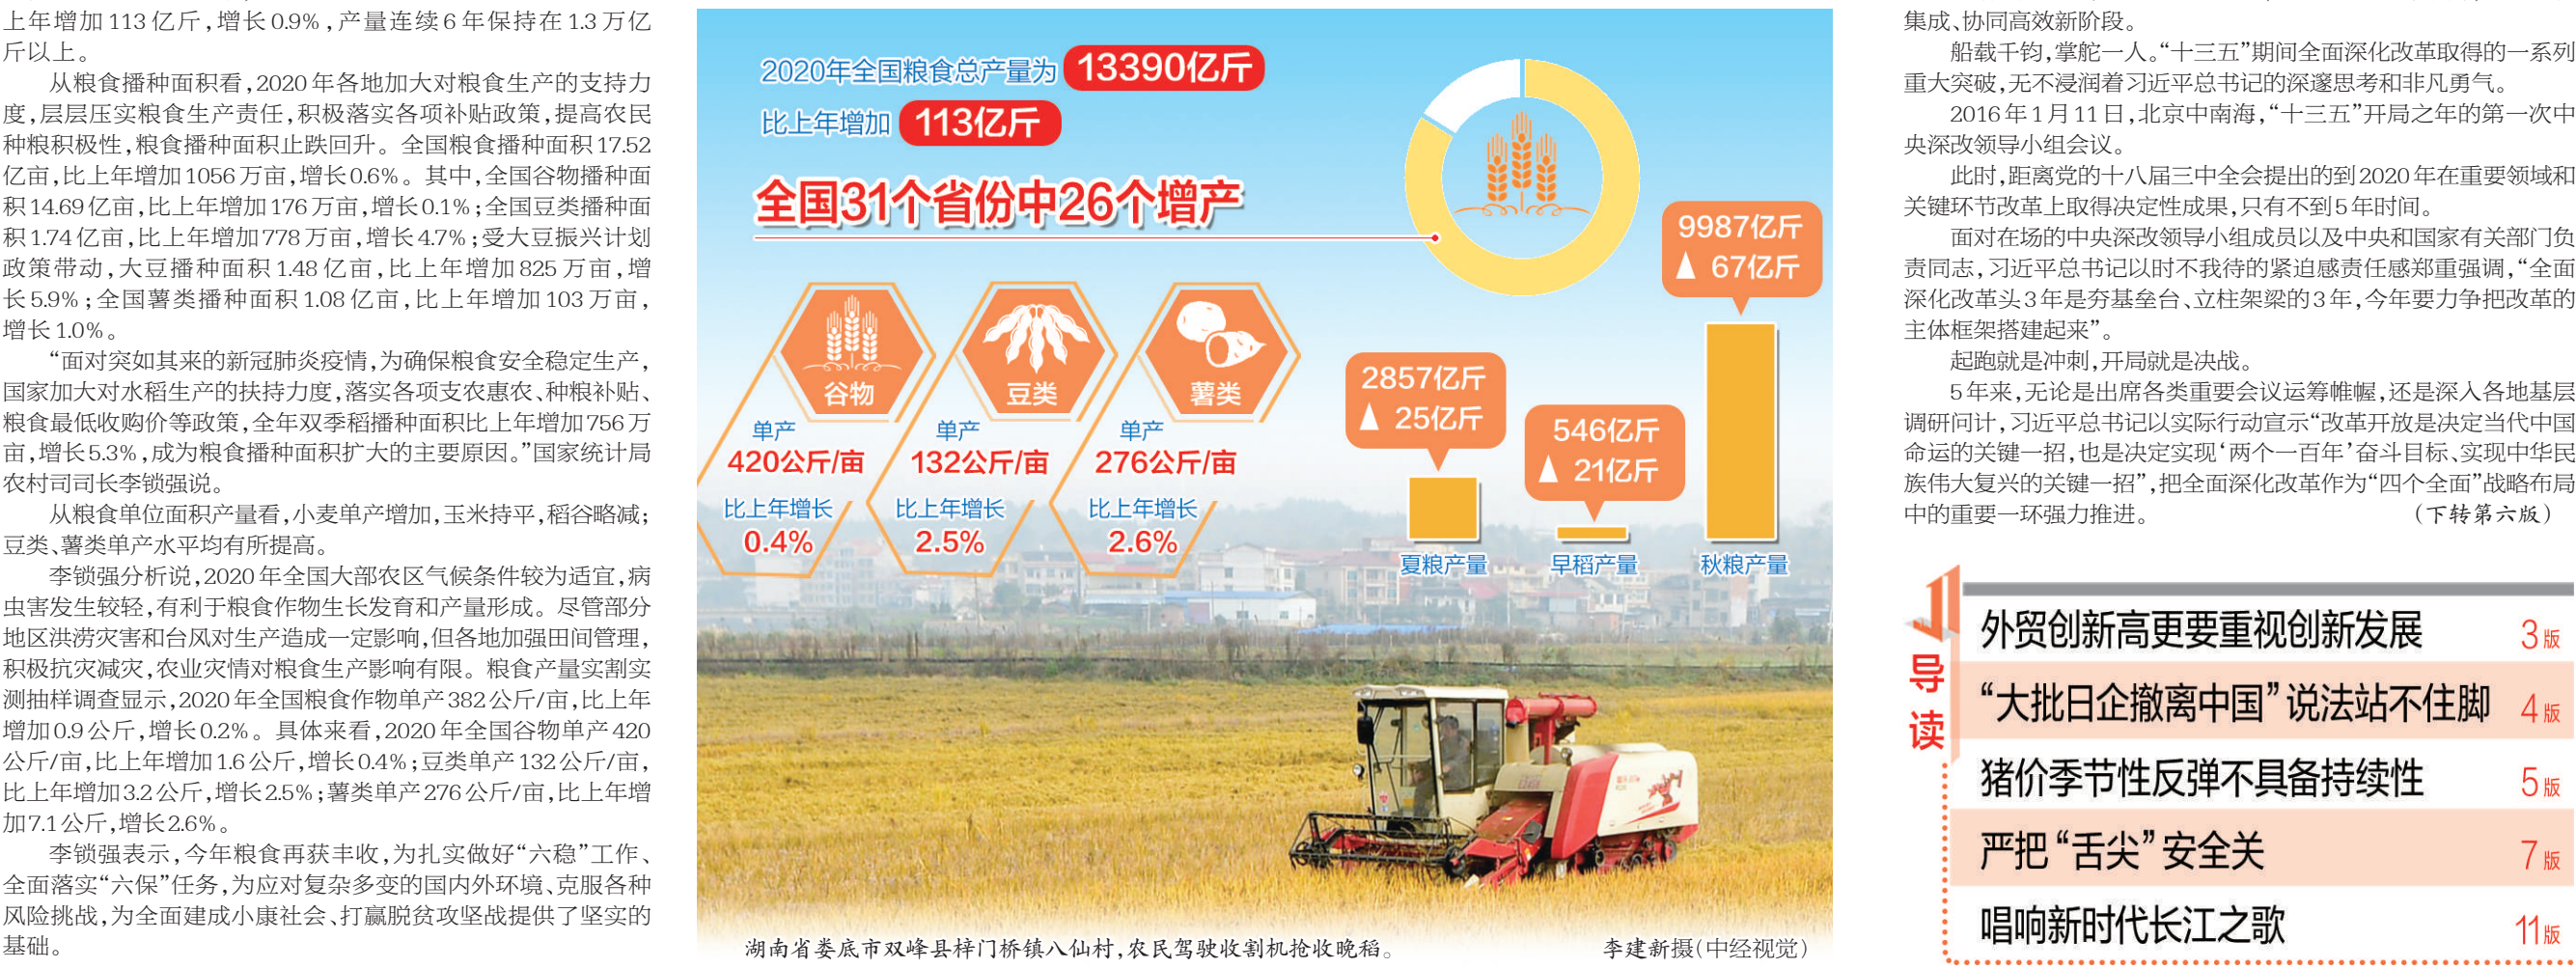 上年增加113亿斤,增长0.9%,产量连续6年保持在1.3万亿
斤以上。
从粮食播种面积看,2020年各地加大对粮食生产的支持力
度,层层压实粮食生产责任,积极落实各项补贴政策,提高农民
种粮积极性,粮食播种面积止跌回升。全国粮食播种面积17.52
亿亩,比上年增加1056万亩,增长0.6%。其中,全国谷物播种面
积14.69亿亩,比上年增加176万亩,增长0.1%;全国豆类播种面
积1.74亿亩,比上年增加778万亩,增长4.7%;受大豆振兴计划
政策带动,大豆播种面积1.48亿亩,比上年增加825万亩,增
长5.9%;全国薯类播种面积1.08亿亩,比上年增加103万亩,
增长1.0%。
“面对突如其来的新冠肺炎疫情,为确保粮食安全稳定生产,
国家加大对水稻生产的扶持力度,落实各项支农惠农、种粮补贴、
粮食最低收购价等政策,全年双季稻播种面积比上年增加756万
亩,增长5.3%,成为粮食播种面积扩大的主要原因。”国家统计局
农村司司长李锁强说。
从粮食单位面积产量看,小麦单产增加,玉米持平,稻谷略减;
豆类、薯类单产水平均有所提高。
李锁强分析说,2020年全国大部农区气候条件较为适宜,病
虫害发生较轻,有利于粮食作物生长发育和产量形成。尽管部分
地区洪涝灾害和台风对生产造成一定影响,但各地加强田间管理,
积极抗灾减灾,农业灾情对粮食生产影响有限。粮食产量实割实
测抽样调查显示,2020年全国粮食作物单产382公斤/亩,比上年
增加0.9公斤,增长0.2%。具体来看,2020年全国谷物单产420
公斤/亩,比上年增加1.6公斤,增长0.4%;豆类单产132公斤/亩,
比上年增加3.2公斤,增长2.5%;薯类单产276公斤/亩,比上年增
加7.1公斤,增长2.6%。
李锁强表示,今年粮食再获丰收,为扎实做好“六稳”工作、
全面落实“六保”任务,为应对复杂多变的国内外环境、克服各种
风险挑战,为全面建成小康社会、打赢脱贫攻坚战提供了坚实的
基础。
2020年全国粮食总产量为 13390亿斤
比上年增加 113亿斤
全国31个省份中26个增产
谷物
单产
420公斤/亩
比上年增长
0.4%
豆类
单产
132公斤/亩
比上年增长
2.5%
薯类
单产
276公斤/亩
比上年增长
2.6%
2857亿斤
▲ 25亿斤
夏粮产量
546亿斤
▲ 21亿斤
早稻产量
9987亿斤
▲ 67亿斤
秋粮产量
湖南省娄底市双峰县梓门桥镇八仙村,农民驾驶收割机抢收晚稻。 李建新摄(中经视觉)
集成、协同高效新阶段。
船载千钧,掌舵一人。“十三五”期间全面深化改革取得的一系列
重大突破,无不浸润着习近平总书记的深邃思考和非凡勇气。
2016年1月11日,北京中南海,“十三五”开局之年的第一次中
央深改领导小组会议。
此时,距离党的十八届三中全会提出的到2020年在重要领域和
关键环节改革上取得决定性成果,只有不到5年时间。
面对在场的中央深改领导小组成员以及中央和国家有关部门负
责同志,习近平总书记以时不我待的紧迫感责任感郑重强调,“全面
深化改革头3年是夯基垒台、立柱架梁的3年,今年要力争把改革的
主体框架搭建起来”。
起跑就是冲刺,开局就是决战。
5年来,无论是出席各类重要会议运筹帷幄,还是深入各地基层
调研问计,习近平总书记以实际行动宣示“改革开放是决定当代中国
命运的关键一招,也是决定实现‘两个一百年’奋斗目标、实现中华民
族伟大复兴的关键一招”,把全面深化改革作为“四个全面”战略布局
中的重要一环强力推进。 (下转第六版)
导读
外贸创新高更要重视创新发展 3版
“大批日企撤离中国”说法站不住脚 4版
猪价季节性反弹不具备持续性 5版
严把“舌尖”安全关 7版
唱响新时代长江之歌 11版